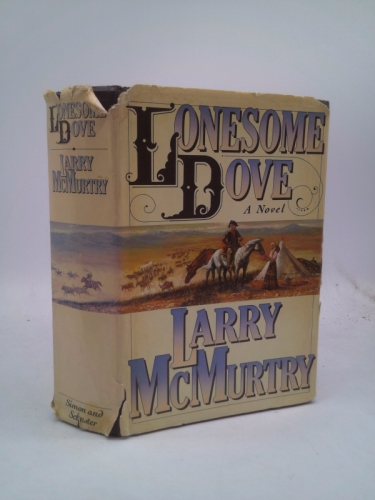 LONESOME
DOVE
LARRY
McMURTRY
Simon and
Schuster
LONESOME
DOVE
A Novel
LARRY
McMURTRY